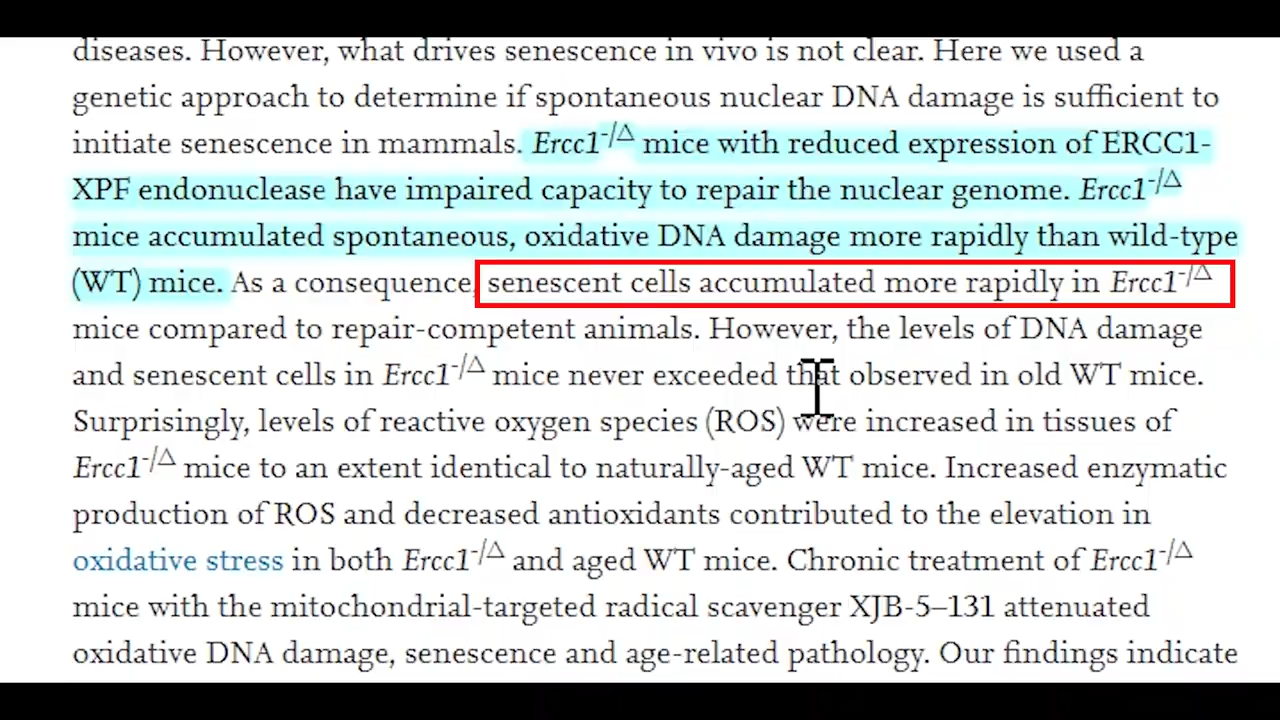 diseases. However, what drives senescence in vivo is not clear. Here we used a
genetic approach to determine if spontaneous nuclear DNA damage is sufficient to
initiate senescence in mammals. Ercc1-/Δ mice with reduced expression of ERCC1-
XPF endonuclease have impaired capacity to repair the nuclear genome. Ercc1-/Δ
mice accumulated spontaneous, oxidative DNA damage more rapidly than wild-type
(WT) mice. As a consequence, senescent cells accumulated more rapidly in Ercc1-/Δ
mice compared to repair-competent animals. However, the levels of DNA damage
and senescent cells in Ercc1-/Δ mice never exceeded that observed in old WT mice.
Surprisingly, levels of reactive oxygen species (ROS) were increased in tissues of
Ercc1-/Δ mice to an extent identical to naturally-aged WT mice. Increased enzymatic
production of ROS and decreased antioxidants contributed to the elevation in
oxidative stress in both Ercc1-/Δ and aged WT mice. Chronic treatment of Ercc1-/Δ
mice with the mitochondrial-targeted radical scavenger XJB-5–131 attenuated
oxidative DNA damage, senescence and age-related pathology. Our findings indicate